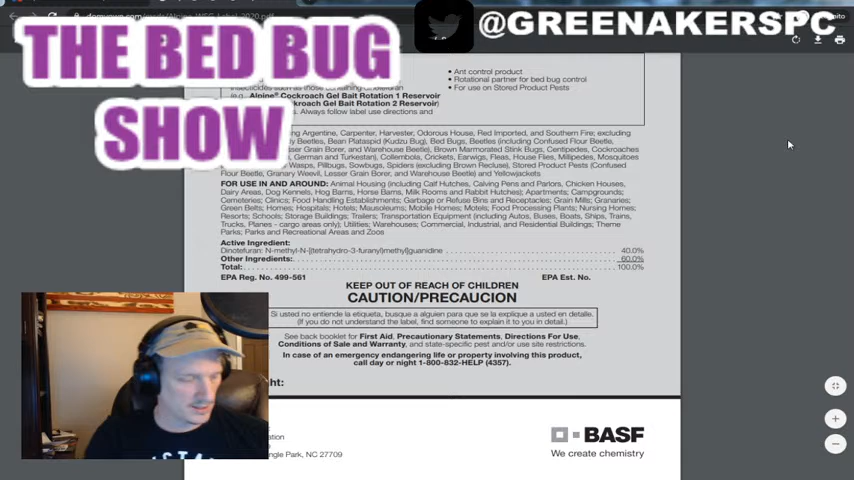 @GREENAKERSPC
THE BED BUG
SHOW
• Ant control product
• Rotational partner for bed bug control
• For use on Stored Product Pests
Alpine® Cockroach Gel Bait Rotation 1 Reservoir
roach Gel Bait Rotation 2 Reservoir)
Always follow label use directions and
ng Argentine, Carpenter, Harvester, Odorous House, Red Imported, and Southern Fire; excluding
Beetles, Bean Plataspid (Kudzu Bug), Bed Bugs, Beetles (including Confused Flour Beetle,
sser Grain Borer, and Warehouse Beetle), Brown Marmorated Stink Bugs, Centipedes, Cockroaches
German and Turkestan), Collembola, Crickets, Earwigs, Fleas, House Flies, Millipedes, Mosquitoes
Wasps, Pillbugs, Sowbugs, Spiders (excluding Brown Recluse), Stored Product Pests (Confused
Flour Beetle, Granary Weevil, Lesser Grain Borer, and Warehouse Beetle) and Yellowjackets
FOR USE IN AND AROUND: Animal Housing (including Calf Hutches, Calving Pens and Parlors, Chicken Houses,
Dairy Areas, Dog Kennels, Hog Barns, Horse Barns, Milk Rooms and Rabbit Hutches); Apartments; Campgrounds;
Cemeteries; Clinics; Food Handling Establishments; Garbage or Refuse Bins and Receptacles; Grain Mills; Granaries;
Green Belts; Homes; Hospitals; Hotels; Mausoleums; Mobile Homes; Motels; Food Processing Plants; Nursing Homes;
Resorts; Schools; Storage Buildings; Trailers; Transportation Equipment (including Autos, Buses, Boats, Ships, Trains,
Trucks, Planes - cargo areas only); Utilities; Warehouses; Commercial, Industrial, and Residential Buildings; Theme
Parks; Parks and Recreational Areas and Zoos
Active Ingredient:
Dinotefuran: N-methyl-N-[(tetrahydro-3-furanyl)methyl]guanidine 40.0%
Other Ingredients: 60.0%
Total: 100.0%
EPA Reg. No. 499-561 EPA Est. No.
KEEP OUT OF REACH OF CHILDREN
CAUTION/PRECAUCION
Si usted no entiende la etiqueta, busque a alguien para que se la explique a usted en detalle.
(If you do not understand the label, find someone to explain it to you in detail.)
See back booklet for First Aid, Precautionary Statements, Directions For Use,
Conditions of Sale and Warranty, and state-specific pest and/or use site restrictions.
In case of an emergency endangering life or property involving this product,
call day or night 1-800-832-HELP (4357).
ht:
ation
ngle Park, NC 27709
BASF
We create chemistry